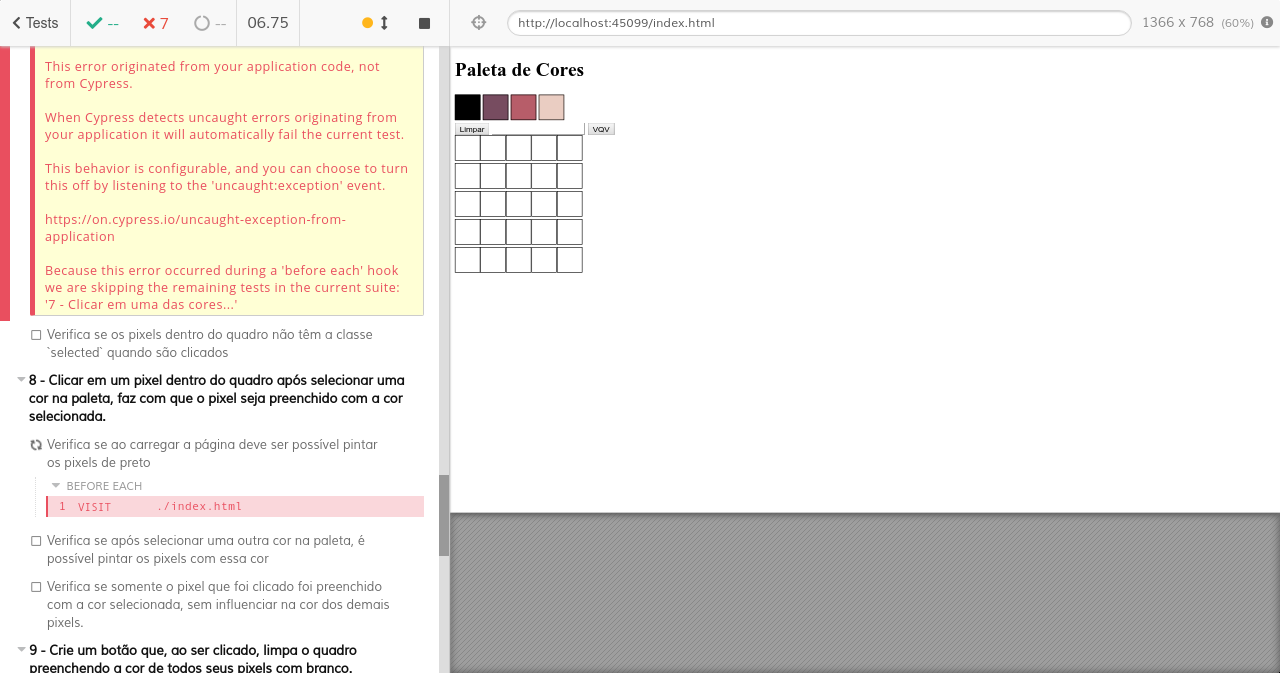 Tests
--
7
--
06.75
http://localhost:45099/index.html
1366 x 768 (60%)
This error originated from your application code, not
from Cypress.
When Cypress detects uncaught errors originating from
your application it will automatically fail the current test.
This behavior is configurable, and you can choose to turn
this off by listening to the 'uncaught:exception' event.
https://on.cypress.io/uncaught-exception-from-
application
Because this error occurred during a 'before each' hook
we are skipping the remaining tests in the current suite:
'7 - Clicar em uma das cores...'
Verifica se os pixels dentro do quadro não têm a classe
`selected` quando são clicados
8 - Clicar em um pixel dentro do quadro após selecionar uma
cor na paleta, faz com que o pixel seja preenchido com a cor
selecionada.
Verifica se ao carregar a página deve ser possível pintar
os pixels de preto
BEFORE EACH
1 VISIT ./index.html
Verifica se após selecionar uma outra cor na paleta, é
possível pintar os pixels com essa cor
Verifica se somente o pixel que foi clicado foi preenchido
com a cor selecionada, sem influenciar na cor dos demais
pixels.
9 - Crie um botão que, ao ser clicado, limpa o quadro
preenchendo a cor de todos seus pixels com branco.
Paleta de Cores
Limpar
VQV